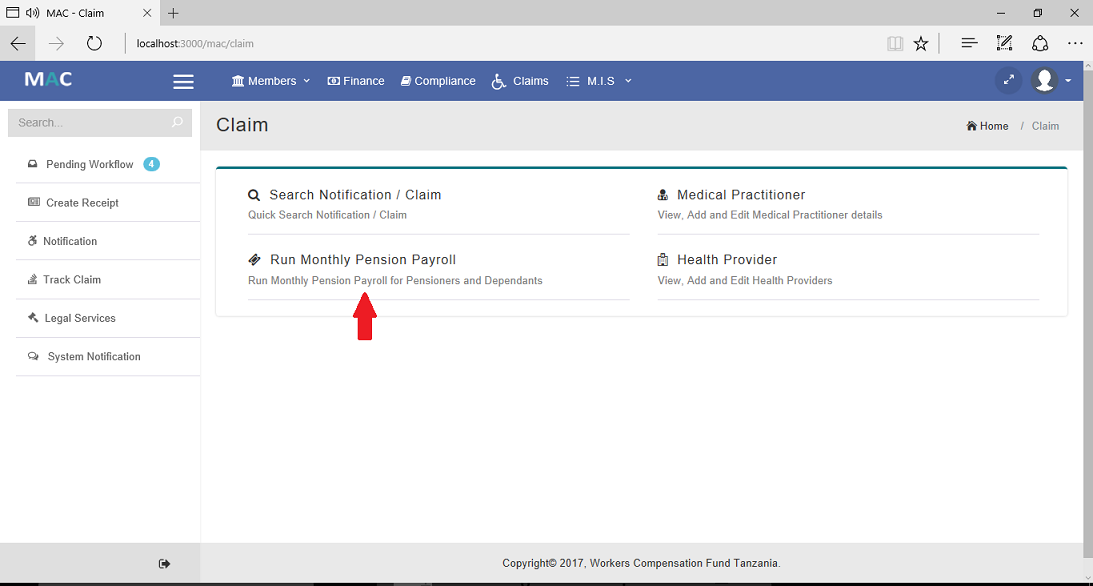 MAC - Claim
localhost:3000/mac/claim
MAC
Members
Finance
Compliance
Claims
M.I.S
Search...
Claim
Home / Claim
Pending Workflow 4
Create Receipt
Notification
Track Claim
Legal Services
System Notification
Search Notification / Claim
Quick Search Notification / Claim
Medical Practitioner
View, Add and Edit Medical Practitioner details
Run Monthly Pension Payroll
Run Monthly Pension Payroll for Pensioners and Dependants
Health Provider
View, Add and Edit Health Providers
Copyright© 2017, Workers Compensation Fund Tanzania.